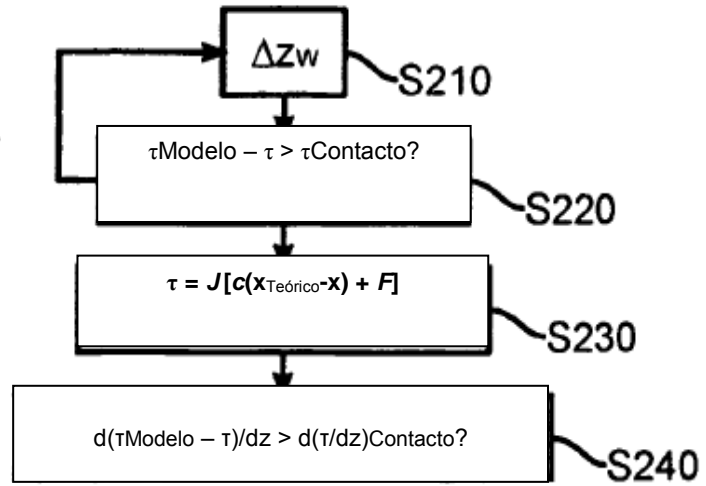 ΔZw
S210
τModelo – τ > τContacto?
S220
τ = J[c(xTeórico-x) + F]
S230
d(τModelo – τ)/dz > d(τ/dz)Contacto?
S240